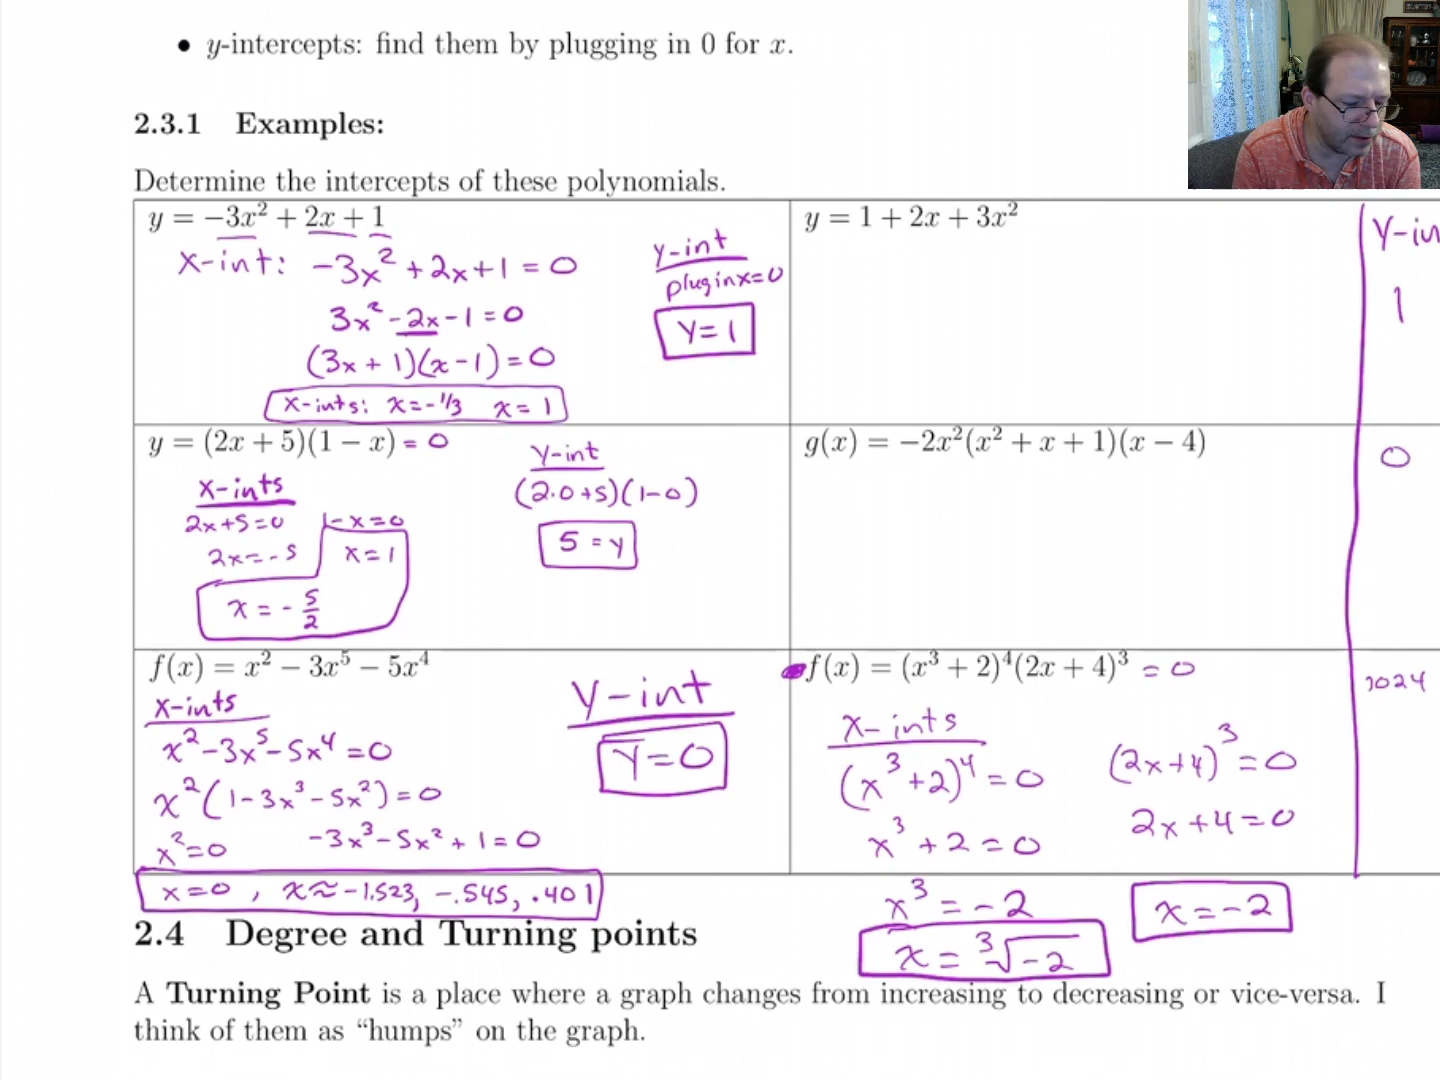 • y-intercepts: find them by plugging in 0 for x.
2.3.1 Examples:
Determine the intercepts of these polynomials.
y = −3x² + 2x + 1
x-int: -3x² + 2x + 1 = 0
3x² - 2x - 1 = 0
(3x + 1)(x - 1) = 0
x-ints: x = -1/3 x = 1
y-int
plug in x = 0
y = 1
y = 1 + 2x + 3x²
Y-in
1
y = (2x + 5)(1 − x) = 0
x-ints
2x + 5 = 0 1 - x = 0
2x = -5 x = 1
x = -5/2
Y-int
(2·0+5)(1-0)
5 = y
g(x) = −2x²(x² + x + 1)(x − 4)
0
f(x) = x² − 3x⁵ − 5x⁴
x-ints
x² - 3x⁵ - 5x⁴ = 0
x²(1 - 3x³ - 5x²) = 0
x² = 0 -3x³ - 5x² + 1 = 0
x = 0, x ≈ -1.523, -.545, .401
Y-int
Y = 0
f(x) = (x³ + 2)⁴(2x + 4)³ = 0
X-ints
(x³ + 2)⁴ = 0 (2x + 4)³ = 0
x³ + 2 = 0 2x + 4 = 0
x³ = -2 x = -2
x = ³√-2
1024
2.4 Degree and Turning points
A Turning Point is a place where a graph changes from increasing to decreasing or vice-versa. I
think of them as “humps” on the graph.